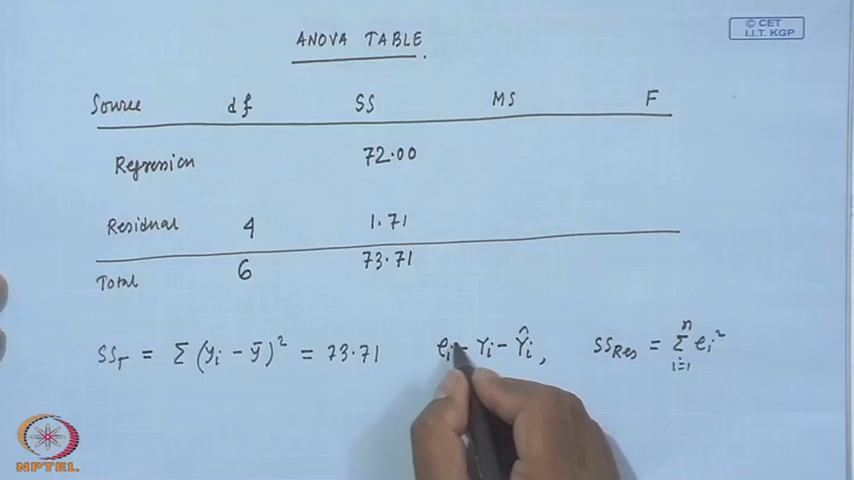 © CET
I.I.T. KGP
ANOVA TABLE
Source df SS MS F
Regression 72.00
Residual 4 1.71
Total 6 73.71
SS_T = Σ (y_i - ȳ)² = 73.71 e_i = Y_i - Ŷ_i, SS_Res = Σ_{i=1}^{n} e_i²
NPTEL